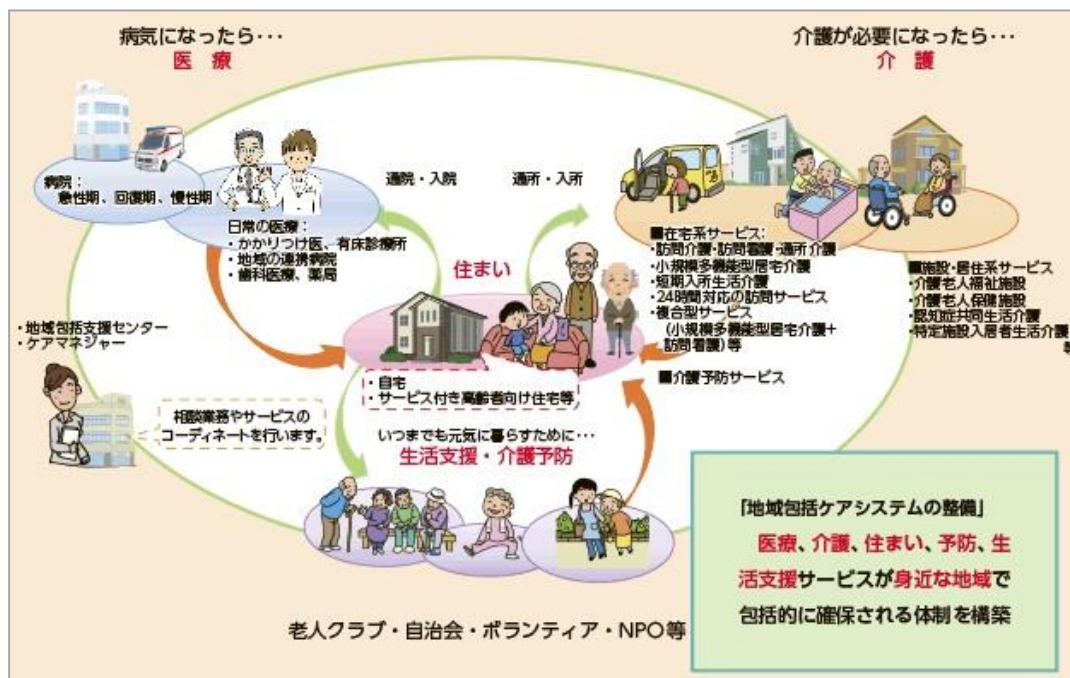 病気になったら･･･
医療
介護が必要になったら･･･
介護
病院：
急性期、回復期、慢性期
日常の医療：
・かかりつけ医、有床診療所
・地域の連携病院
・歯科医療、薬局
通院・入院
通所・入所
住まい
・自宅
・サービス付き高齢者向け住宅等
■在宅系サービス：
・訪問介護・訪問看護・通所介護
・小規模多機能型居宅介護
・短期入所生活介護
・24時間対応の訪問サービス
・複合型サービス
（小規模多機能型居宅介護＋
訪問看護）等
■介護予防サービス
■施設・居住系サービス
・介護老人福祉施設
・介護老人保健施設
・認知症共同生活介護
・特定施設入居者生活介護
等
・地域包括支援センター
・ケアマネジャー
相談業務やサービスの
コーディネートを行います。
いつまでも元気に暮らすために･･･
生活支援・介護予防
老人クラブ・自治会・ボランティア・NPO等
「地域包括ケアシステムの整備」
医療、介護、住まい、予防、生
活支援サービスが身近な地域で
包括的に確保される体制を構築